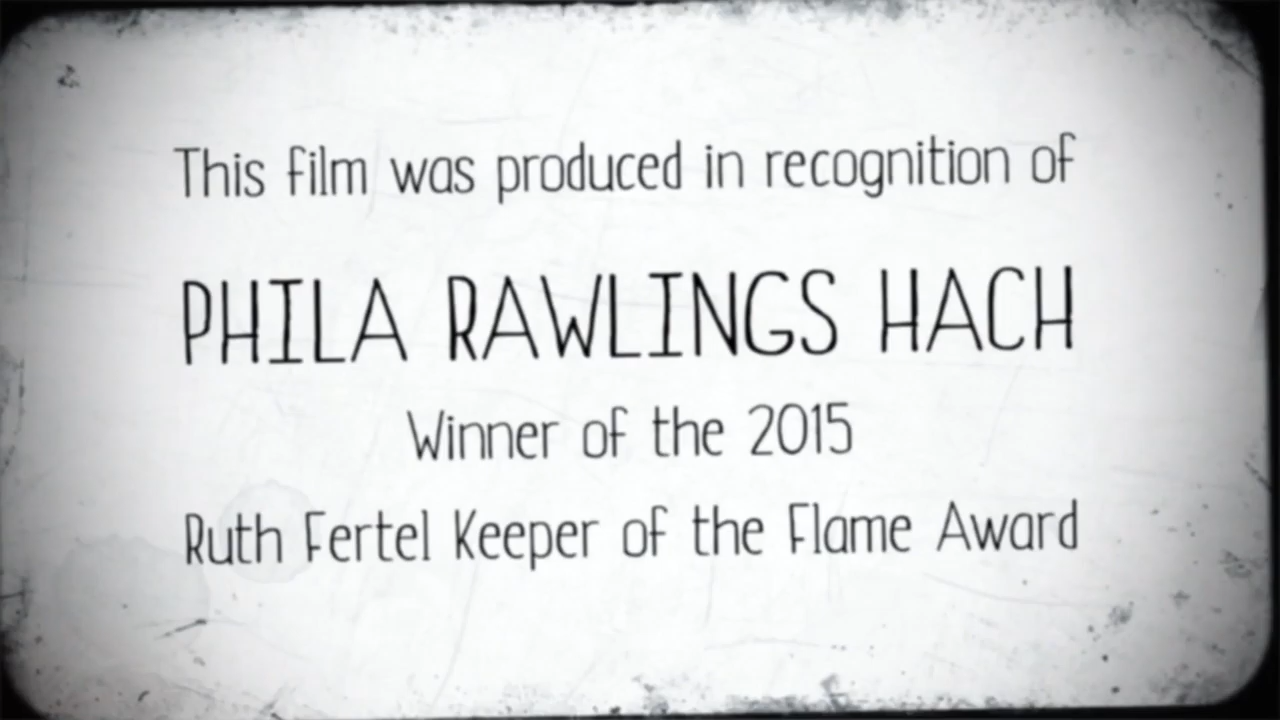 This film was produced in recognition of
PHILA RAWLINGS HACH
Winner of the 2015
Ruth Fertel Keeper of the Flame Award